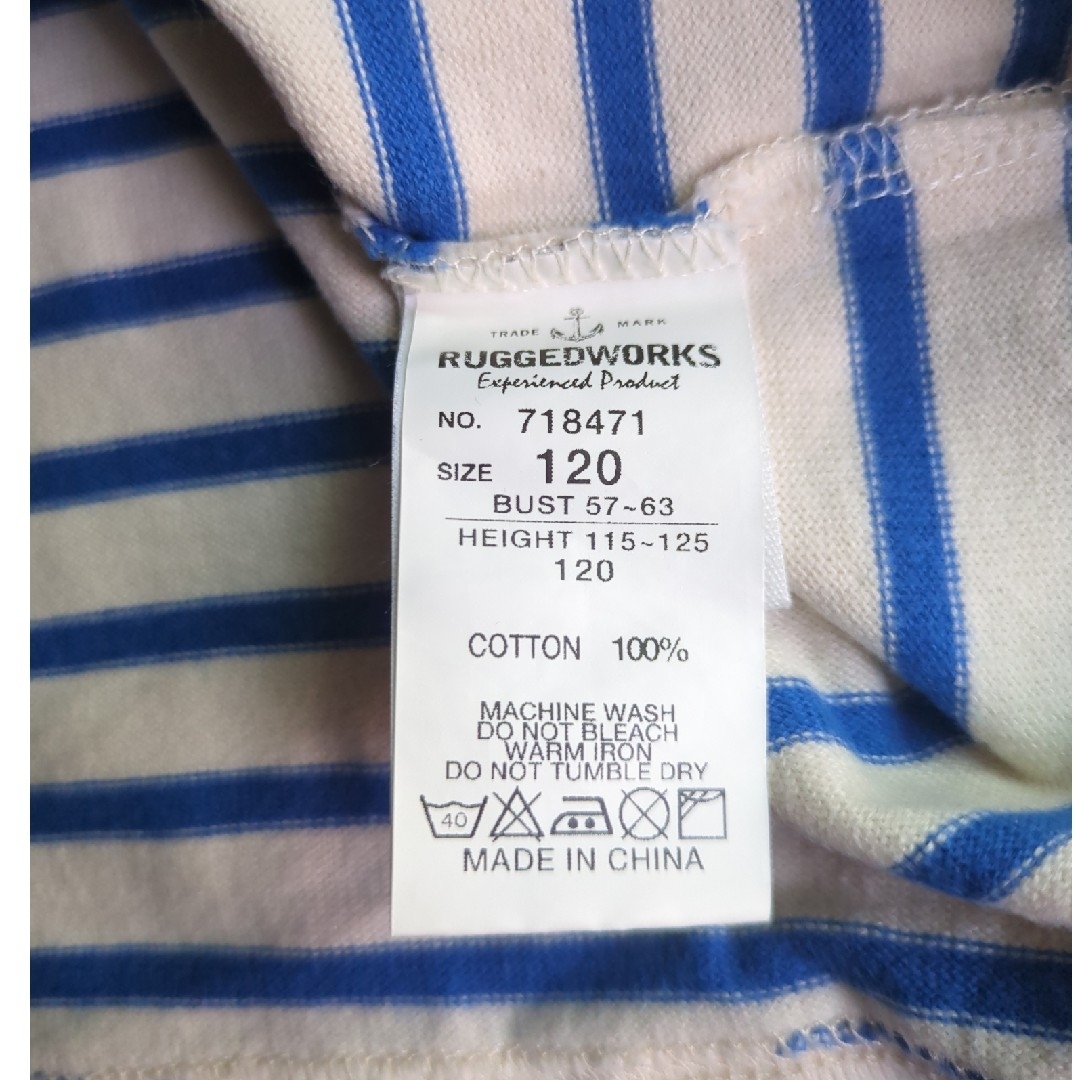 TRADE MARK
RUGGEDWORKS
Experienced Product
NO. 718471
SIZE 120
BUST 57~63
HEIGHT 115~125
120
COTTON 100%
MACHINE WASH
DO NOT BLEACH
WARM IRON
DO NOT TUMBLE DRY
40
MADE IN CHINA